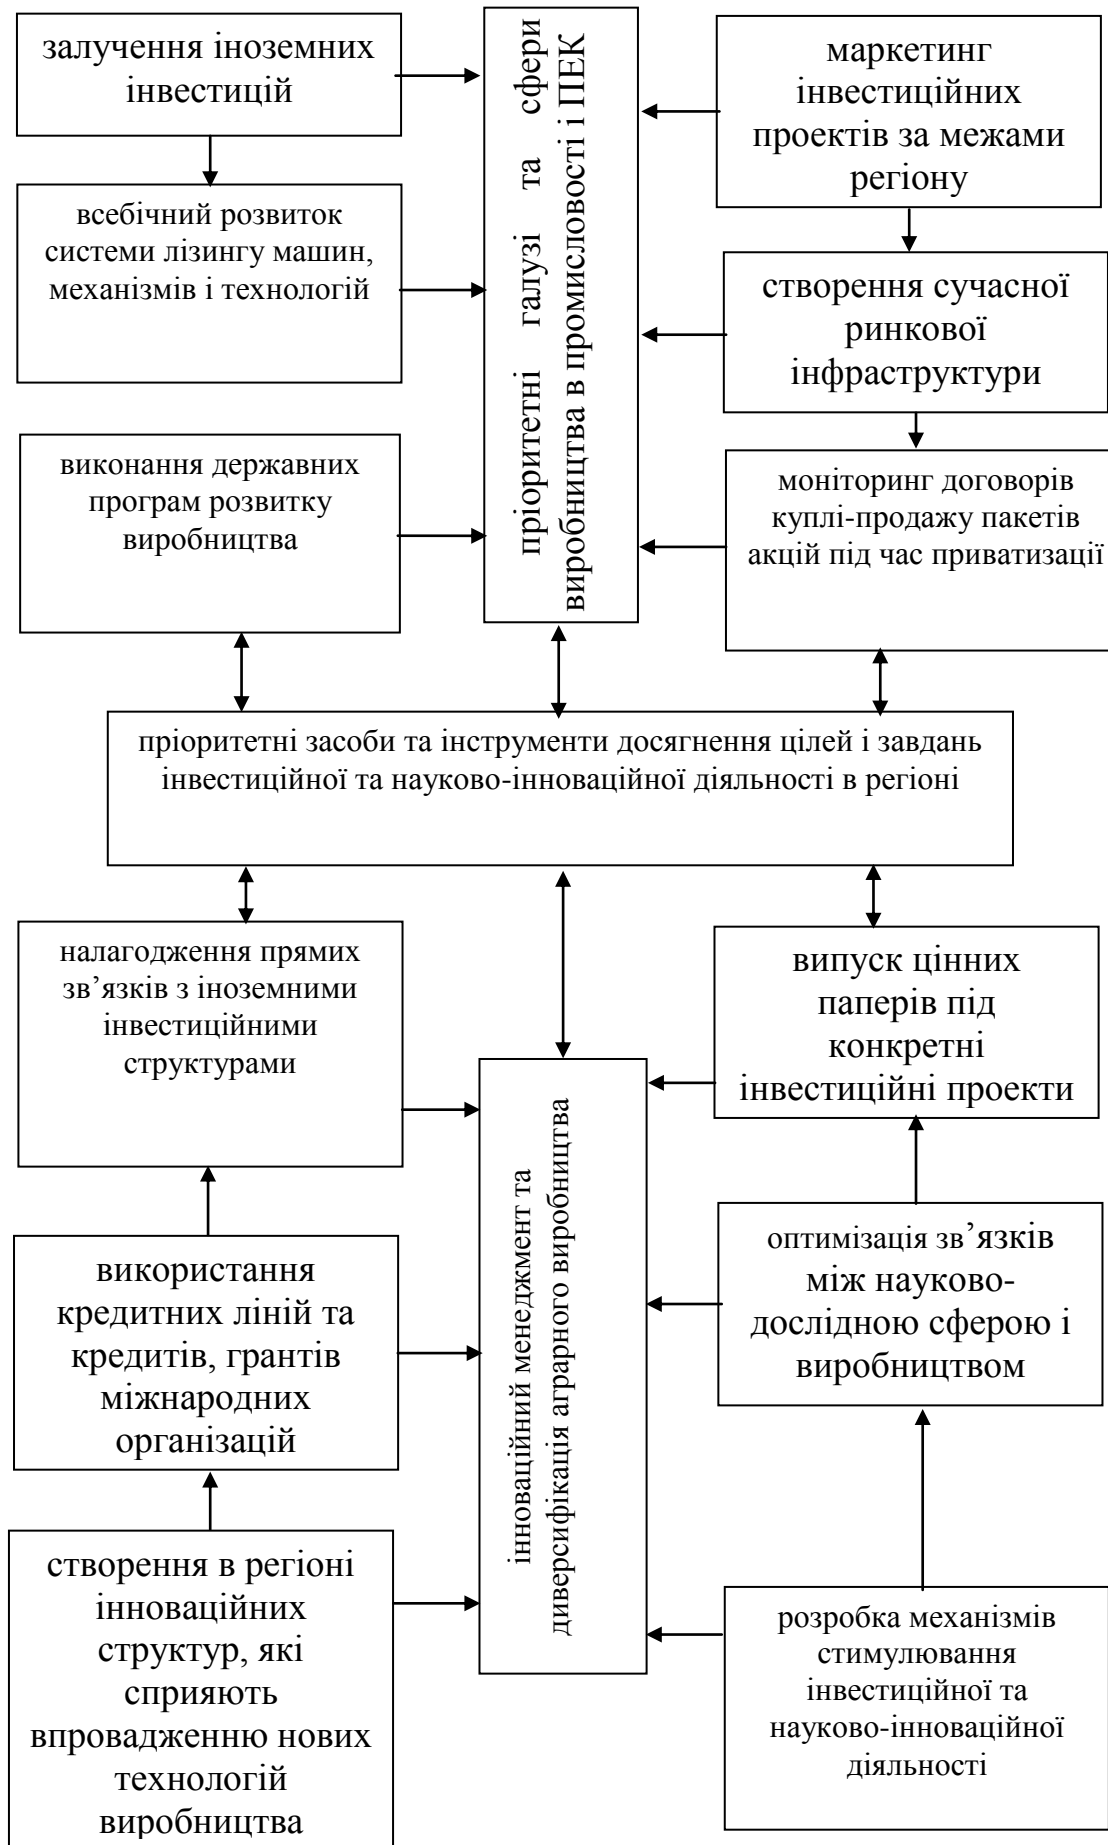 залучення іноземних
інвестицій
всебічний розвиток
системи лізингу машин,
механізмів і технологій
виконання державних
програм розвитку
виробництва
пріоритетні галузі та сфери
виробництва в промисловості і ПЕК
маркетинг
інвестиційних
проектів за межами
регіону
створення сучасної
ринкової
інфраструктури
моніторинг договорів
куплі-продажу пакетів
акцій під час приватизації
пріоритетні засоби та інструменти досягнення цілей і завдань
інвестиційної та науково-інноваційної діяльності в регіоні
налагодження прямих
зв’язків з іноземними
інвестиційними
структурами
використання
кредитних ліній та
кредитів, грантів
міжнародних
організацій
створення в регіоні
інноваційних
структур, які
сприяють
впровадженню нових
технологій
виробництва
інноваційний менеджмент та
диверсифікація аграрного виробництва
випуск цінних
паперів під
конкретні
інвестиційні проекти
оптимізація зв’язків
між науково-
дослідною сферою і
виробництвом
розробка механізмів
стимулювання
інвестиційної та
науково-інноваційної
діяльності